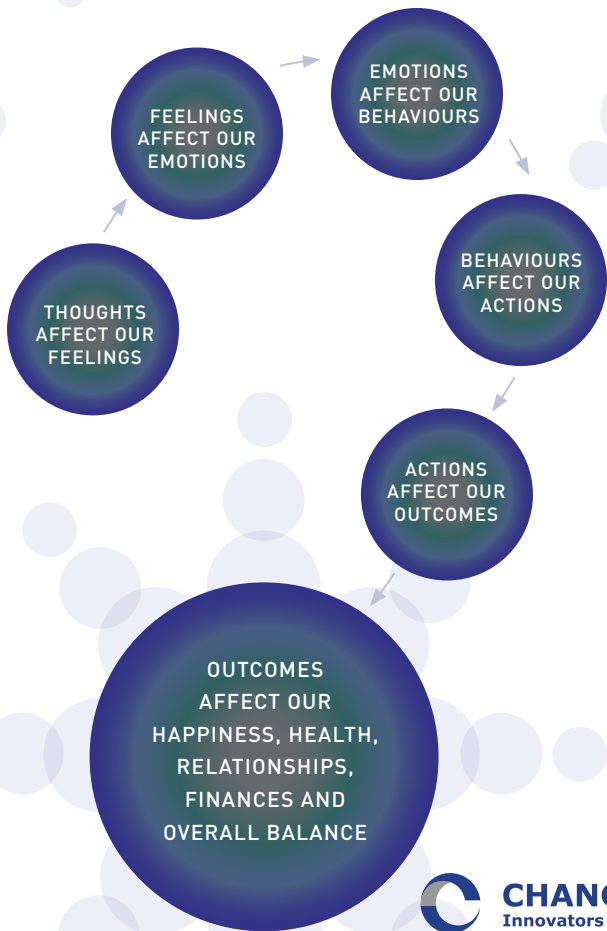 THOUGHTS
AFFECT OUR
FEELINGS
FEELINGS
AFFECT OUR
EMOTIONS
EMOTIONS
AFFECT OUR
BEHAVIOURS
BEHAVIOURS
AFFECT OUR
ACTIONS
ACTIONS
AFFECT OUR
OUTCOMES
OUTCOMES
AFFECT OUR
HAPPINESS, HEALTH,
RELATIONSHIPS,
FINANCES AND
OVERALL BALANCE
Innovators